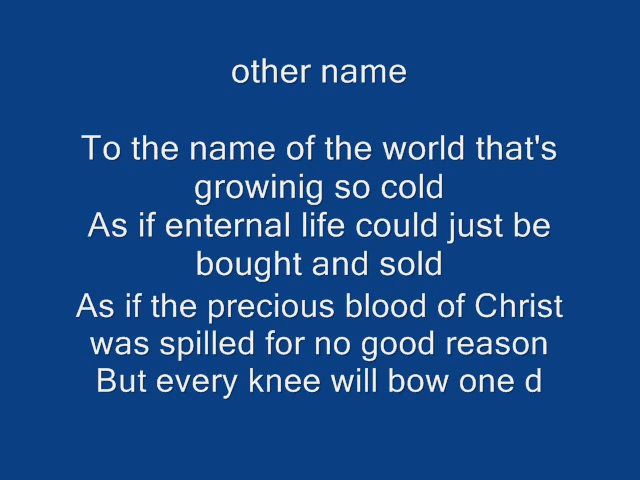 other name
To the name of the world that's
growinig so cold
As if enternal life could just be
bought and sold
As if the precious blood of Christ
was spilled for no good reason
But every knee will bow one d